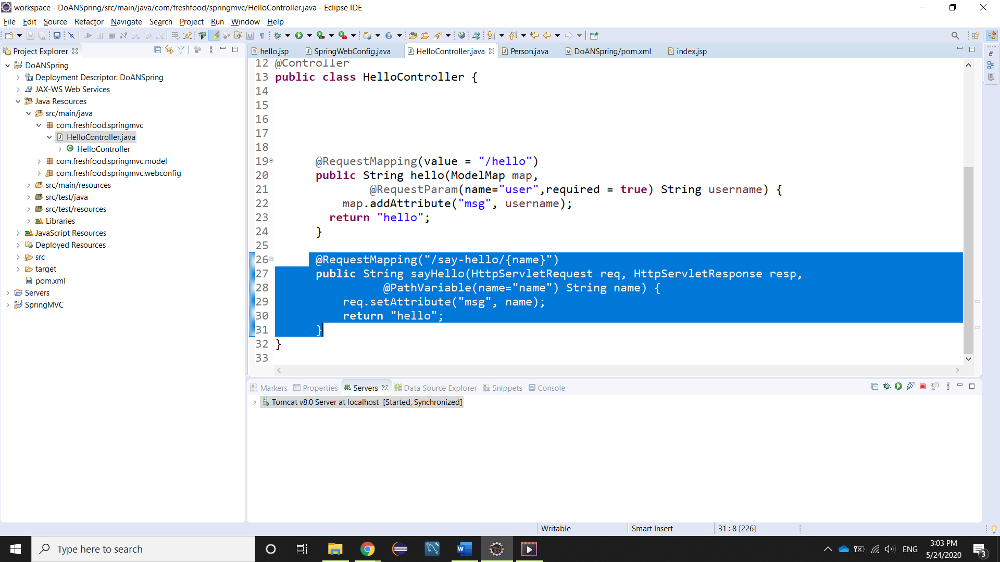 workspace - DoANSpring/src/main/java/com/freshfood/springmvc/HelloController.java - Eclipse IDE
File Edit Source Refactor Navigate Search Project Run Window Help
Project Explorer
DoANSpring
Deployment Descriptor: DoANSpring
JAX-WS Web Services
Java Resources
src/main/java
com.freshfood.springmvc
HelloController.java
HelloController
com.freshfood.springmvc.model
com.freshfood.springmvc.webconfig
src/main/resources
src/test/java
src/test/resources
Libraries
JavaScript Resources
Deployed Resources
src
target
pom.xml
Servers
SpringMVC
hello.jsp SpringWebConfig.java HelloController.java Person.java DoANSpring/pom.xml index.jsp
12 @Controller
13 public class HelloController {
14
15
16
17
18
19 @RequestMapping(value = "/hello")
20 public String hello(ModelMap map,
21 @RequestParam(name="user",required = true) String username) {
22 map.addAttribute("msg", username);
23 return "hello";
24 }
25
26 @RequestMapping("/say-hello/{name}")
27 public String sayHello(HttpServletRequest req, HttpServletResponse resp,
28 @PathVariable(name="name") String name) {
29 req.setAttribute("msg", name);
30 return "hello";
31 }
32 }
33
Markers Properties Servers Data Source Explorer Snippets Console
Tomcat v8.0 Server at localhost [Started, Synchronized]
Writable Smart Insert 31 : 8 [226]
Type here to search
ENG
3:03 PM
5/24/2020
3